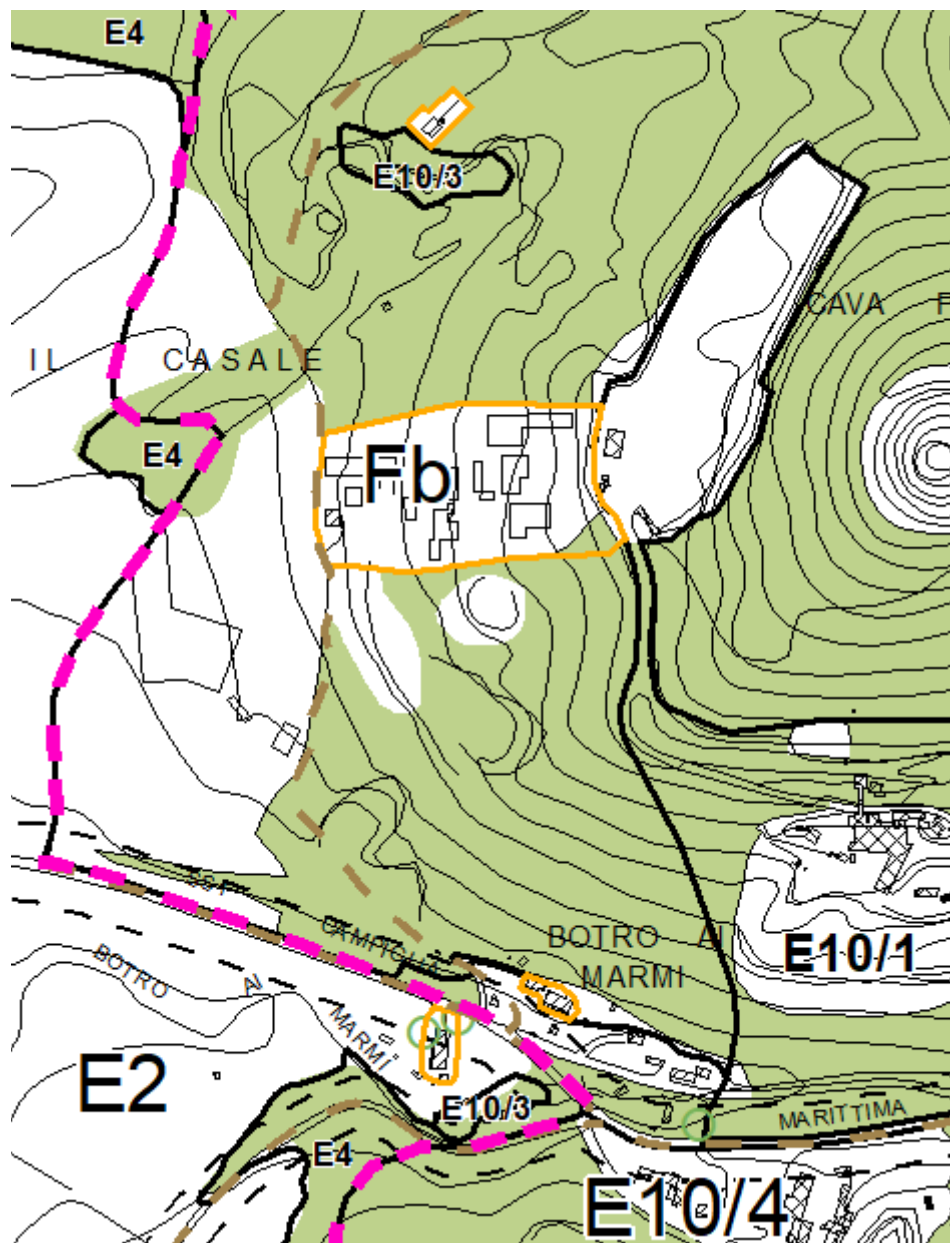 E4
E10/3
CAVA F
IL CASALE
E4
Fb
CAMPIGLIA
BOTRO AI
MARMI
E10/1
BOTRO AI
MARMI
E2
E10/3
MARITTIMA
E4
E10/4